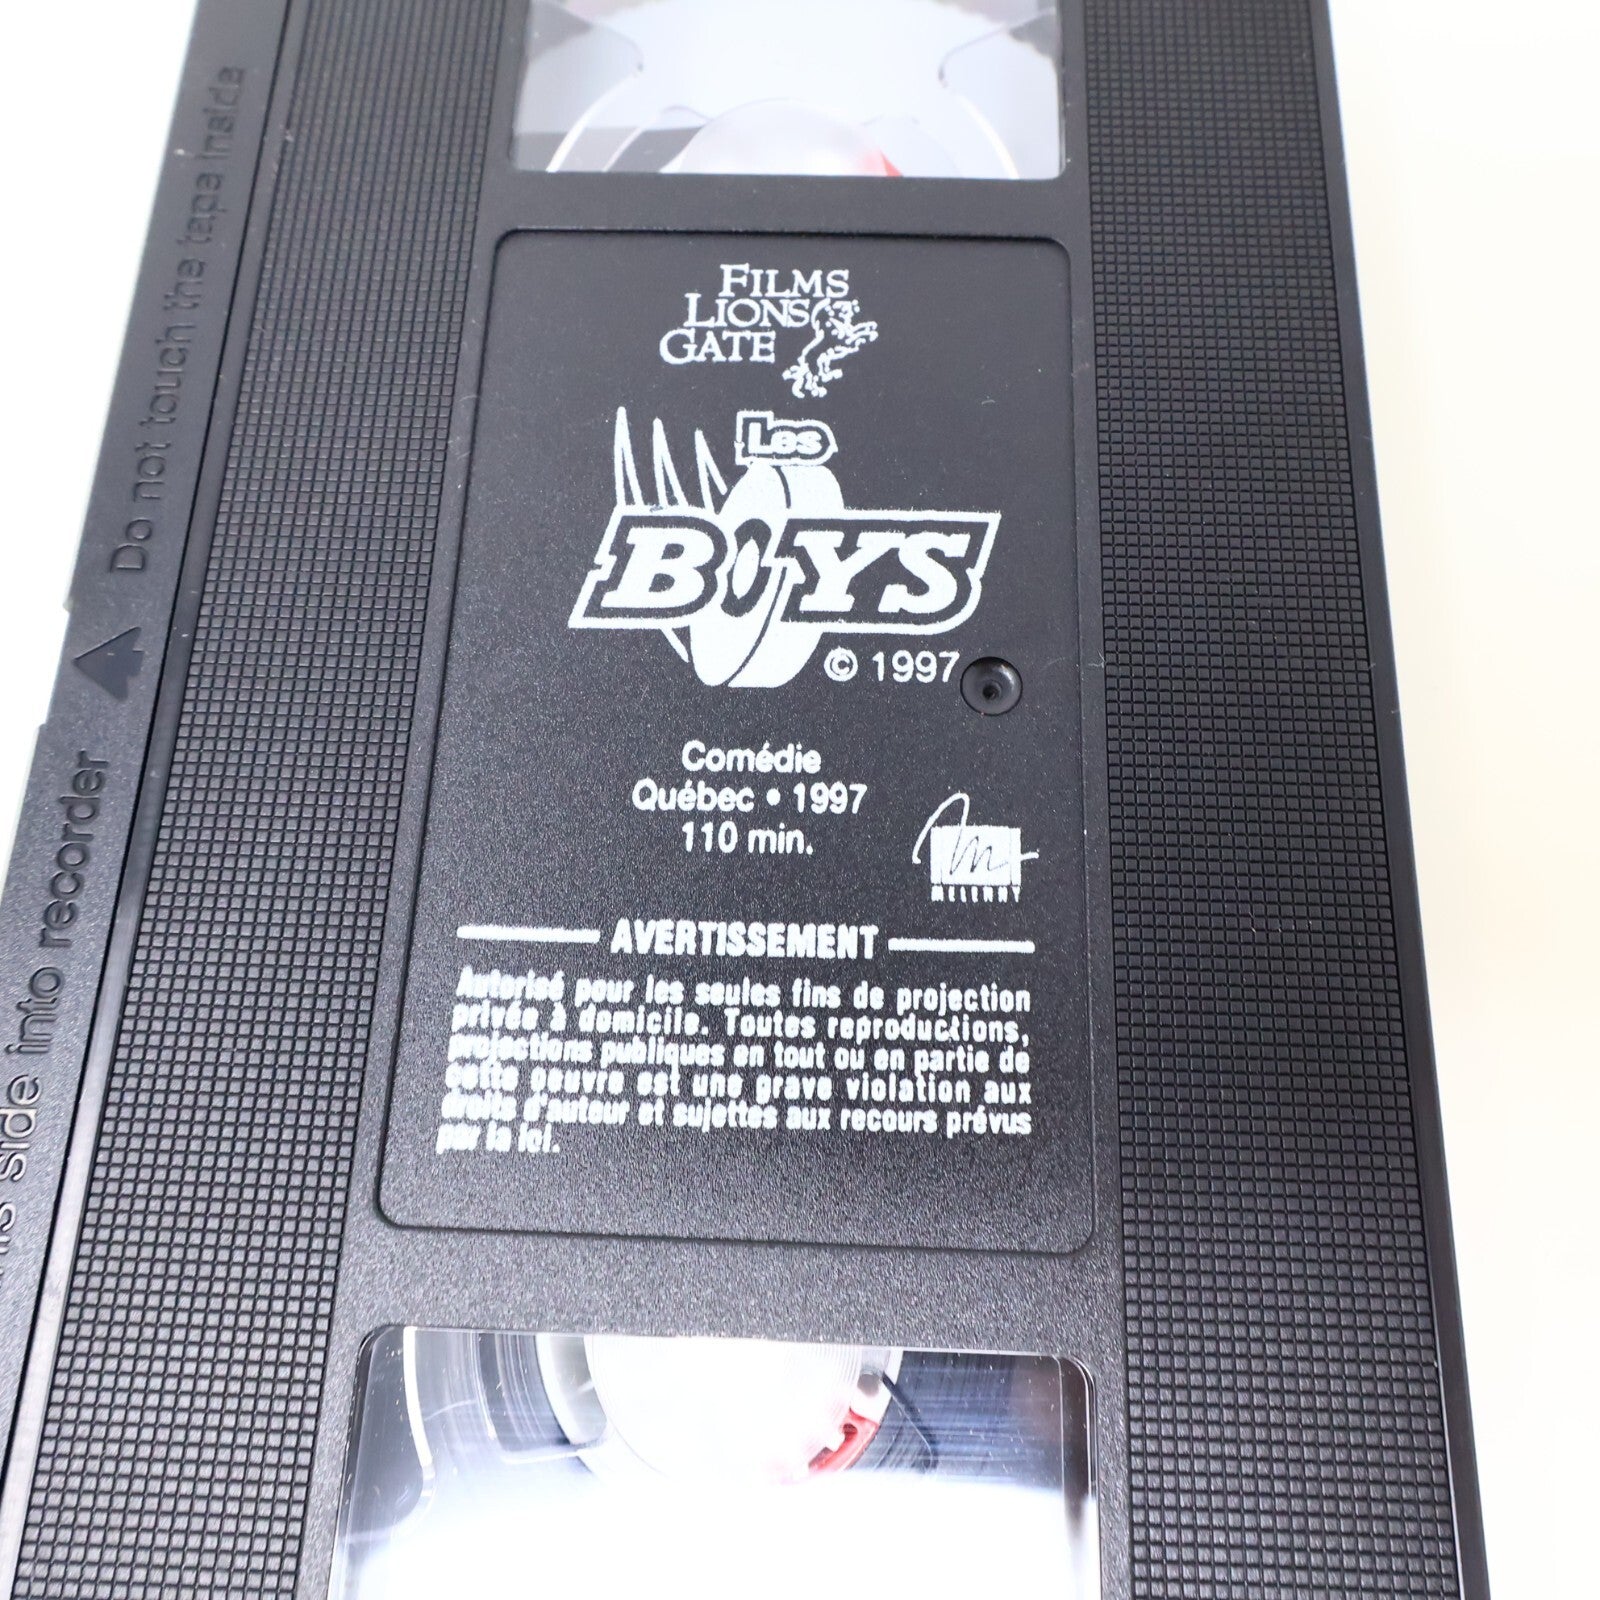 Do not touch the tape inside
side into recorder
FILMS
LIONS
GATE
Les
BOYS
© 1997
Comédie
Québec • 1997
110 min.
MELENNY
AVERTISSEMENT
Autorisé pour les seules fins de projection
privée à domicile. Toutes reproductions,
projections publiques en tout ou en partie de
cette oeuvre est une grave violation aux
droits d'auteur et sujettes aux recours prévus
par la loi.